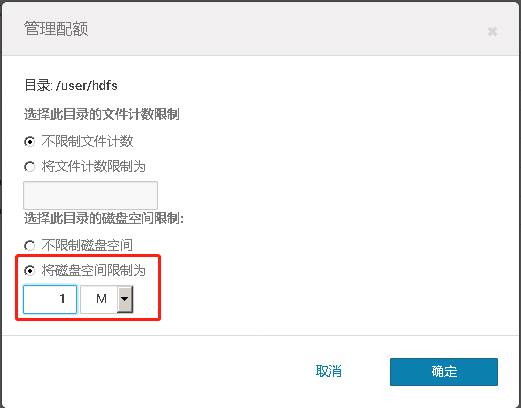 管理配额
目录: /user/hdfs
选择此目录的文件计数限制
不限制文件计数
将文件计数限制为
选择此目录的磁盘空间限制:
不限制磁盘空间
将磁盘空间限制为
1 M
取消 确定